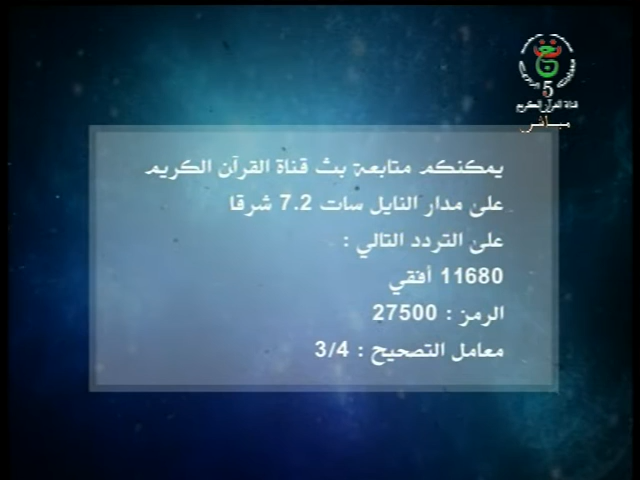 5
قناة القرآن الكريم
مباشر
يمكنكم متابعة بث قناة القرآن الكريم
على مدار النايل سات 7.2 شرقا
على التردد التالي :
11680 أفقي
الرمز : 27500
معامل التصحيح : 3/4